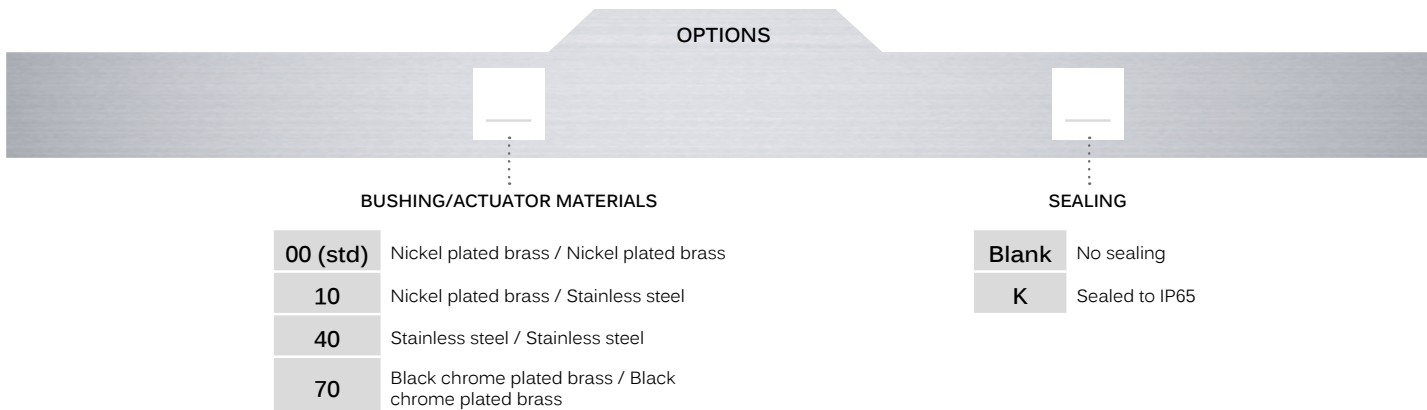 OPTIONS
BUSHING/ACTUATOR MATERIALS
00 (std) Nickel plated brass / Nickel plated brass
10 Nickel plated brass / Stainless steel
40 Stainless steel / Stainless steel
70 Black chrome plated brass / Black
chrome plated brass
SEALING
Blank No sealing
K Sealed to IP65